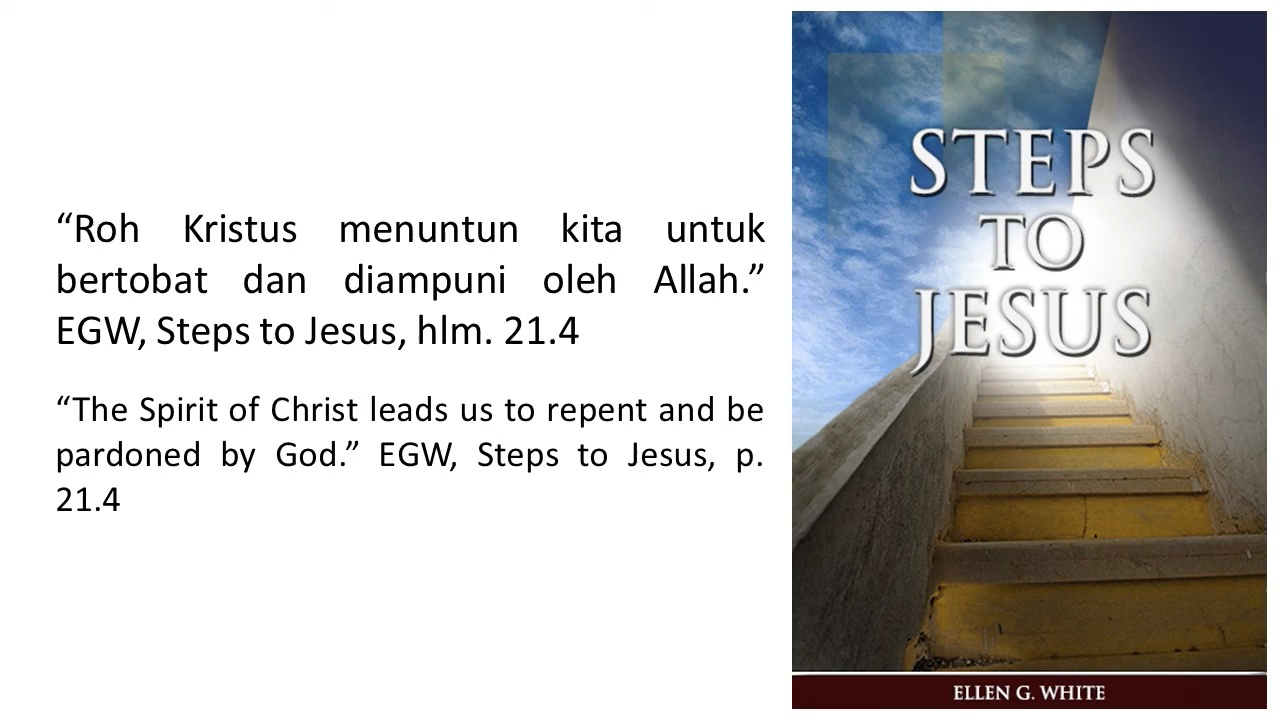 “Roh Kristus menuntun kita untuk
bertobat dan diampuni oleh Allah.”
EGW, Steps to Jesus, hlm. 21.4
“The Spirit of Christ leads us to repent and be
pardoned by God.” EGW, Steps to Jesus, p.
21.4
STEPS
TO
JESUS
ELLEN G. WHITE